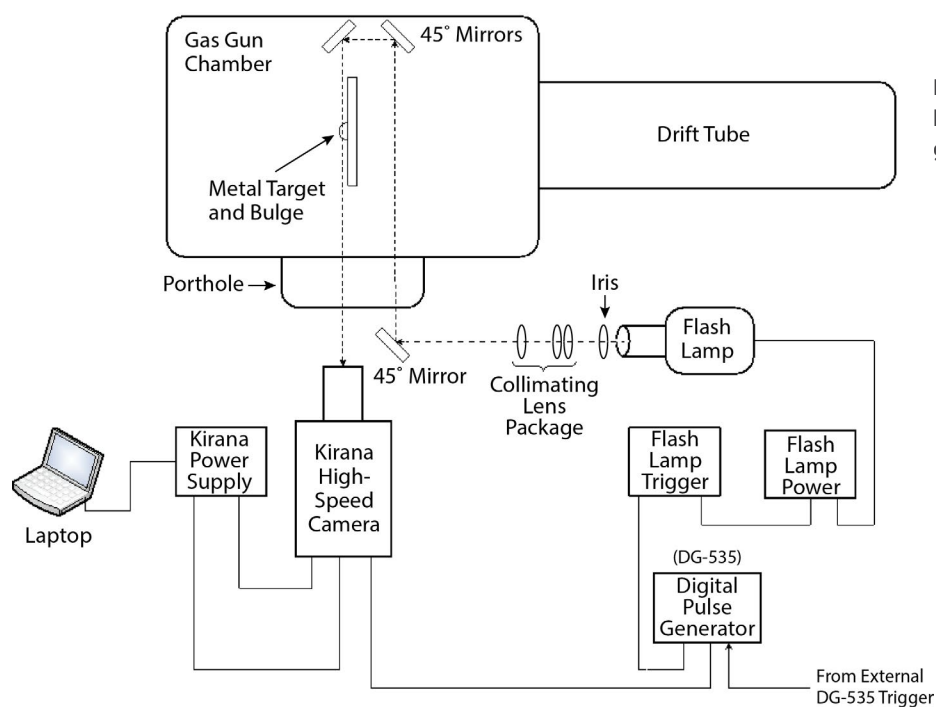 Gas Gun
Chamber
45° Mirrors
Drift Tube
Metal Target
and Bulge
Porthole
Iris
Flash
Lamp
45° Mirror
Collimating
Lens
Package
Kirana
Power
Supply
Kirana
High-
Speed
Camera
Flash
Lamp
Trigger
Flash
Lamp
Power
Laptop
(DG-535)
Digital
Pulse
Generator
From External
DG-535 Trigger